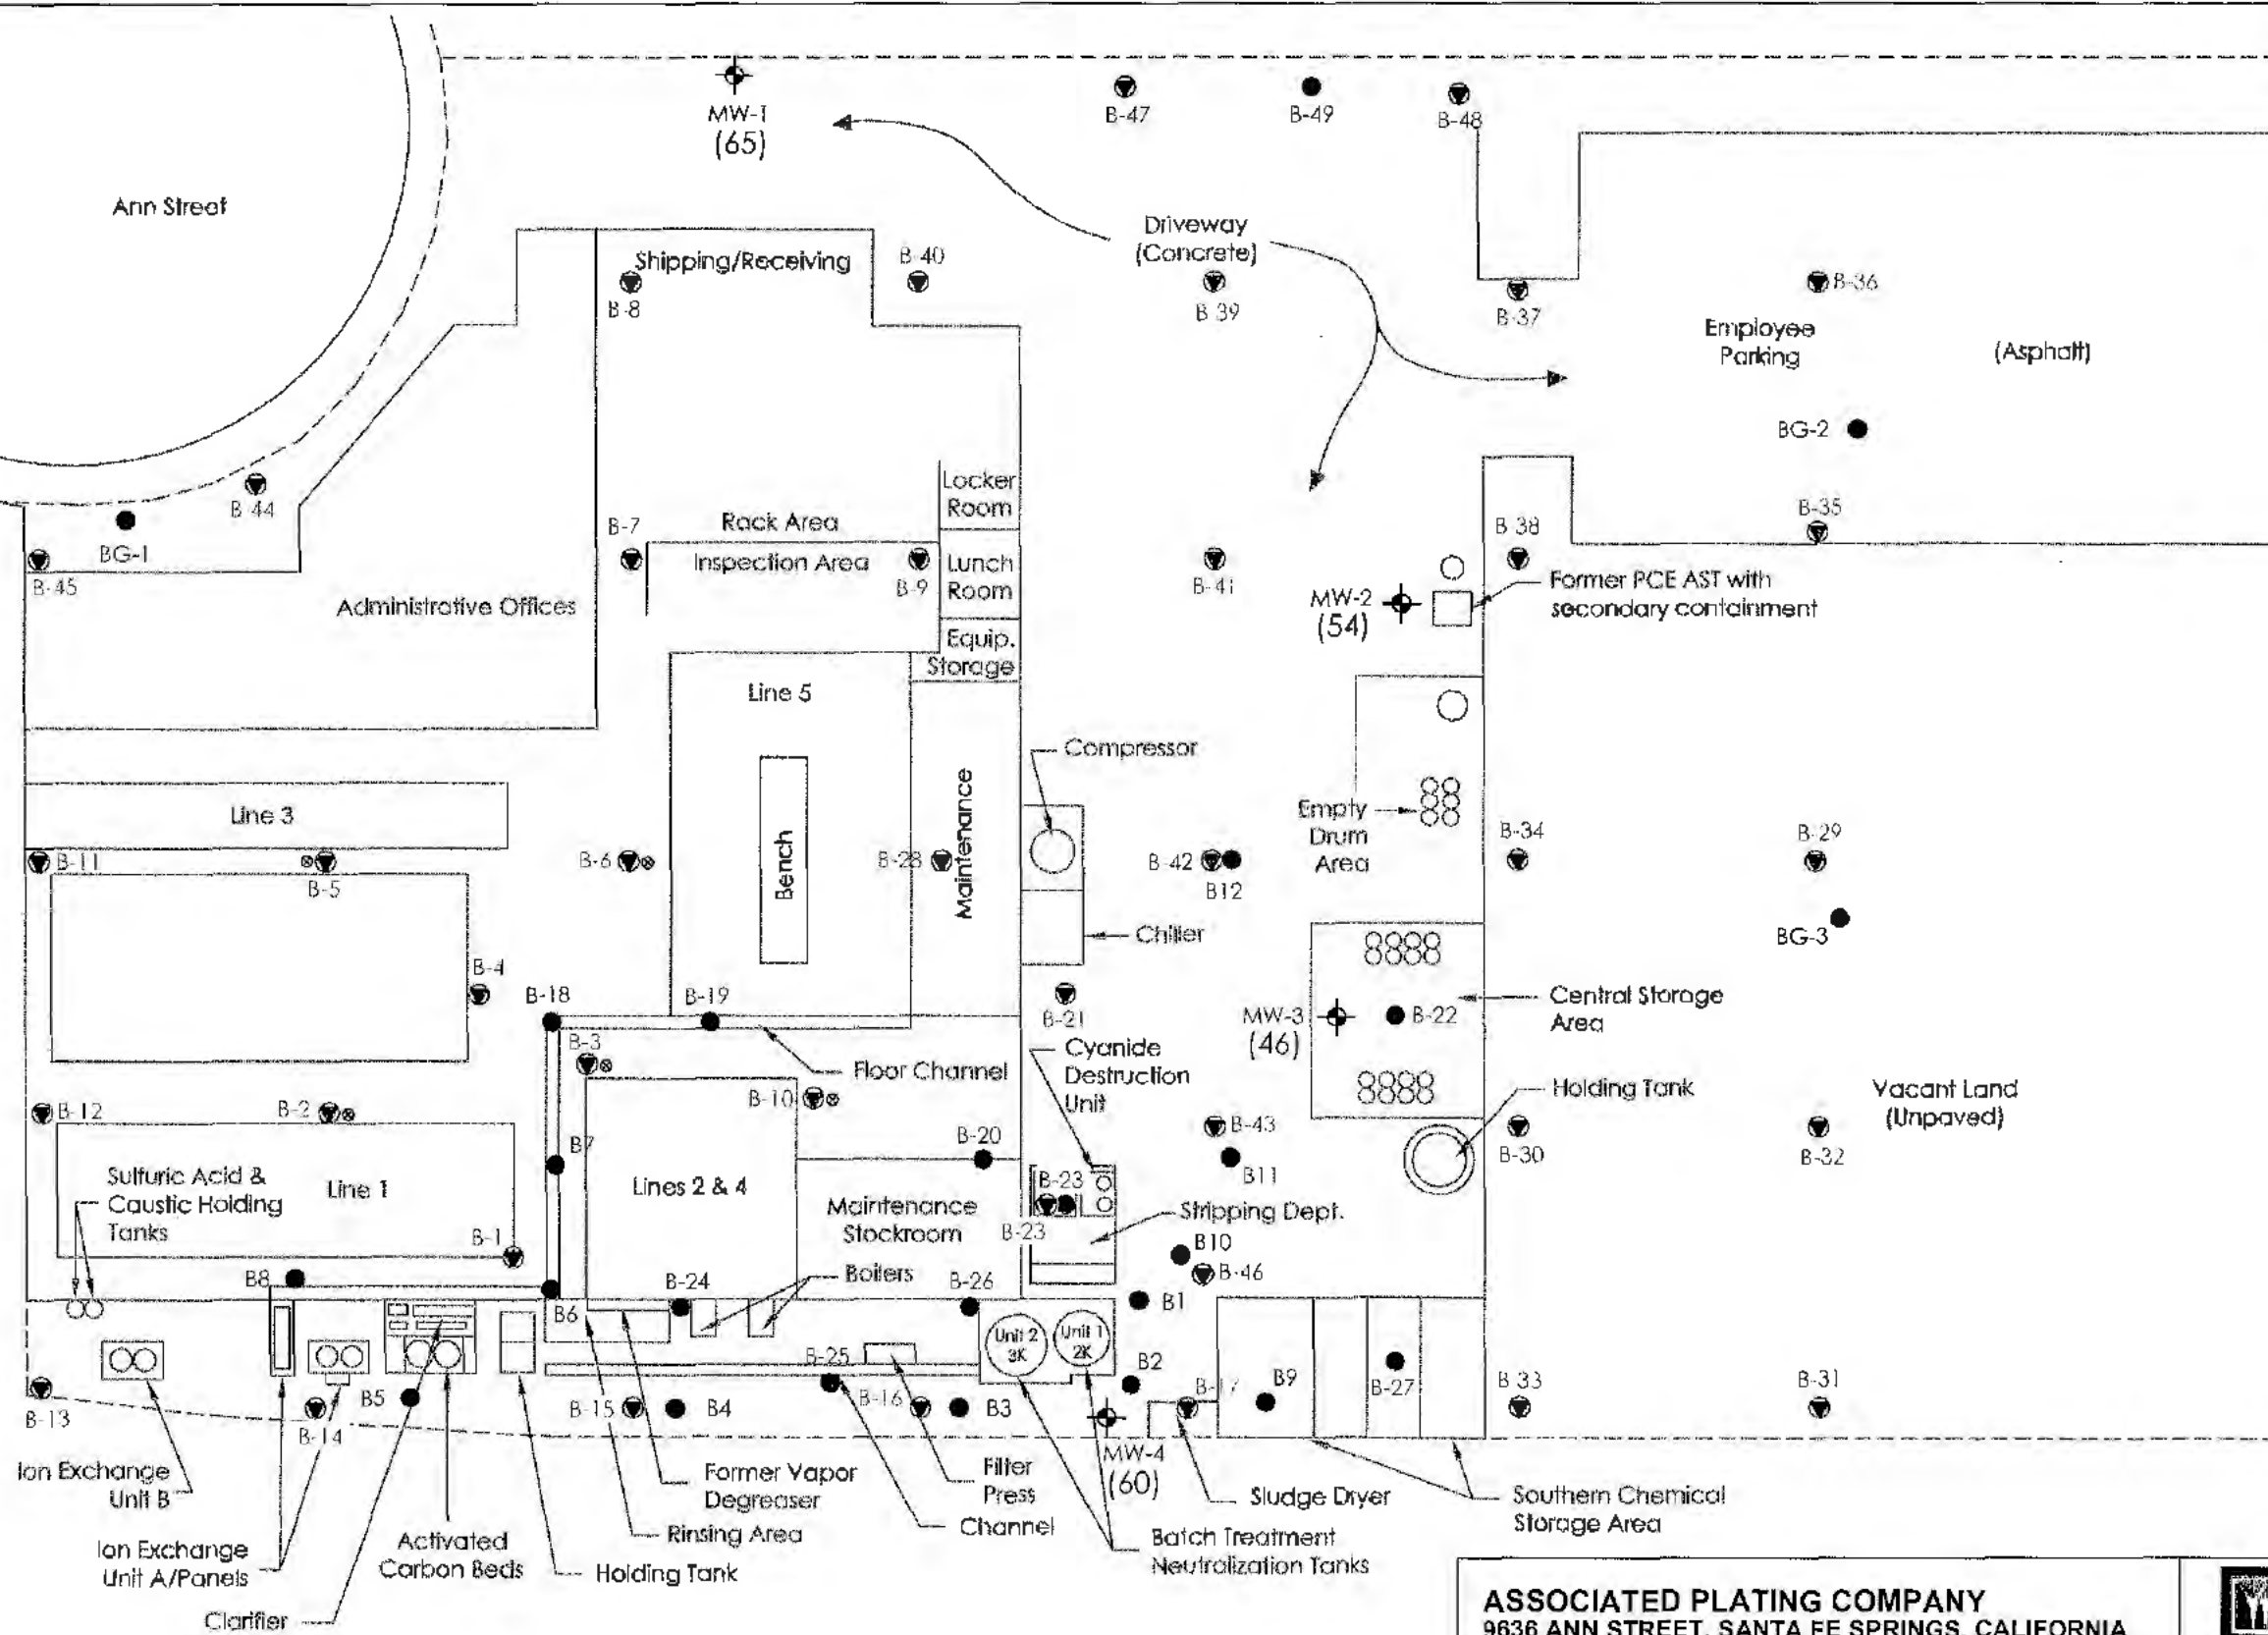 MW-1
(65)
B-47
B-49
B-48
Ann Street
Driveway
(Concrete)
Shipping/Receiving
B-40
B-8
B 39
B-37
B-36
Employee
Parking
(Asphalt)
BG-2
Locker
Room
B 44
BG-1
B-45
B-7
Rack Area
Inspection Area
B-9
Lunch
Room
B-41
B 38
B-35
MW-2
(54)
Former PCE AST with
secondary containment
Administrative Offices
Equip.
Storage
Line 5
Compressor
Line 3
Bench
Maintenance
Empty
Drum
Area
B-34
B-29
B-11
B-5
B-6
B-28
B-42
B12
Chiller
BG-3
B-4
B-18
B-19
B-21
MW-3
(46)
B-22
Central Storage
Area
B-3
Floor Channel
Cyanide
Destruction
Unit
Holding Tank
Vacant Land
(Unpaved)
B-12
B-2
B-10
B-43
B-30
B-32
B7
B-20
B11
Sulfuric Acid &
Caustic Holding
Tanks
Line 1
Lines 2 & 4
Maintenance
Stockroom
B-23
B-23
Stripping Dept.
B-1
B10
B-46
B8
B-24
Boilers
B-26
B1
B6
Unit 2
3K
Unit 1
2K
B-25
B2
B-13
B-14
B5
B-15
B4
B-16
B3
B-17
B9
B-27
B 33
B-31
MW-4
(60)
Ion Exchange
Unit B
Former Vapor
Degreaser
Filter
Press
Sludge Dryer
Southern Chemical
Storage Area
Ion Exchange
Unit A/Panels
Activated
Carbon Beds
Rinsing Area
Channel
Batch Treatment
Neutralization Tanks
Holding Tank
Clarifier
ASSOCIATED PLATING COMPANY
9636 ANN STREET, SANTA FE SPRINGS, CALIFORNIA